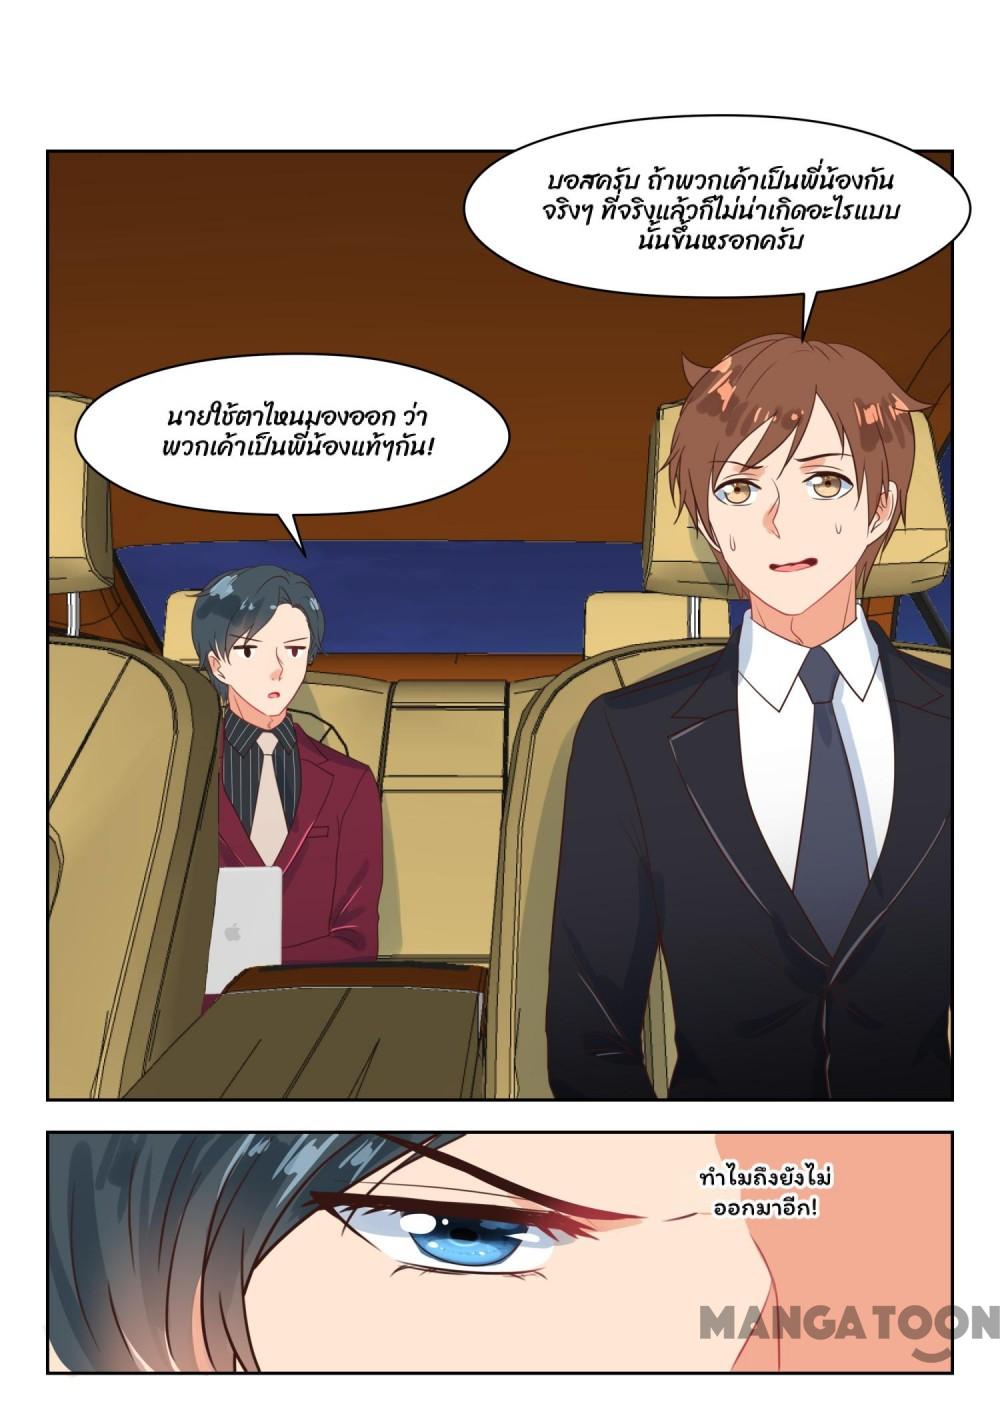 บอสครับ ถ้าพวกเค้าเป็นพี่น้องกัน
จริงๆ ที่จริงแล้วก็ไม่น่าเกิดอะไรแบบ
นั้นขึ้นหรอกครับ
นายใช้ตาไหนมองออก ว่า
พวกเค้าเป็นพี่น้องแท้ๆกัน!
ทำไมถึงยังไม่
ออกมาอีก!
MANGATOON